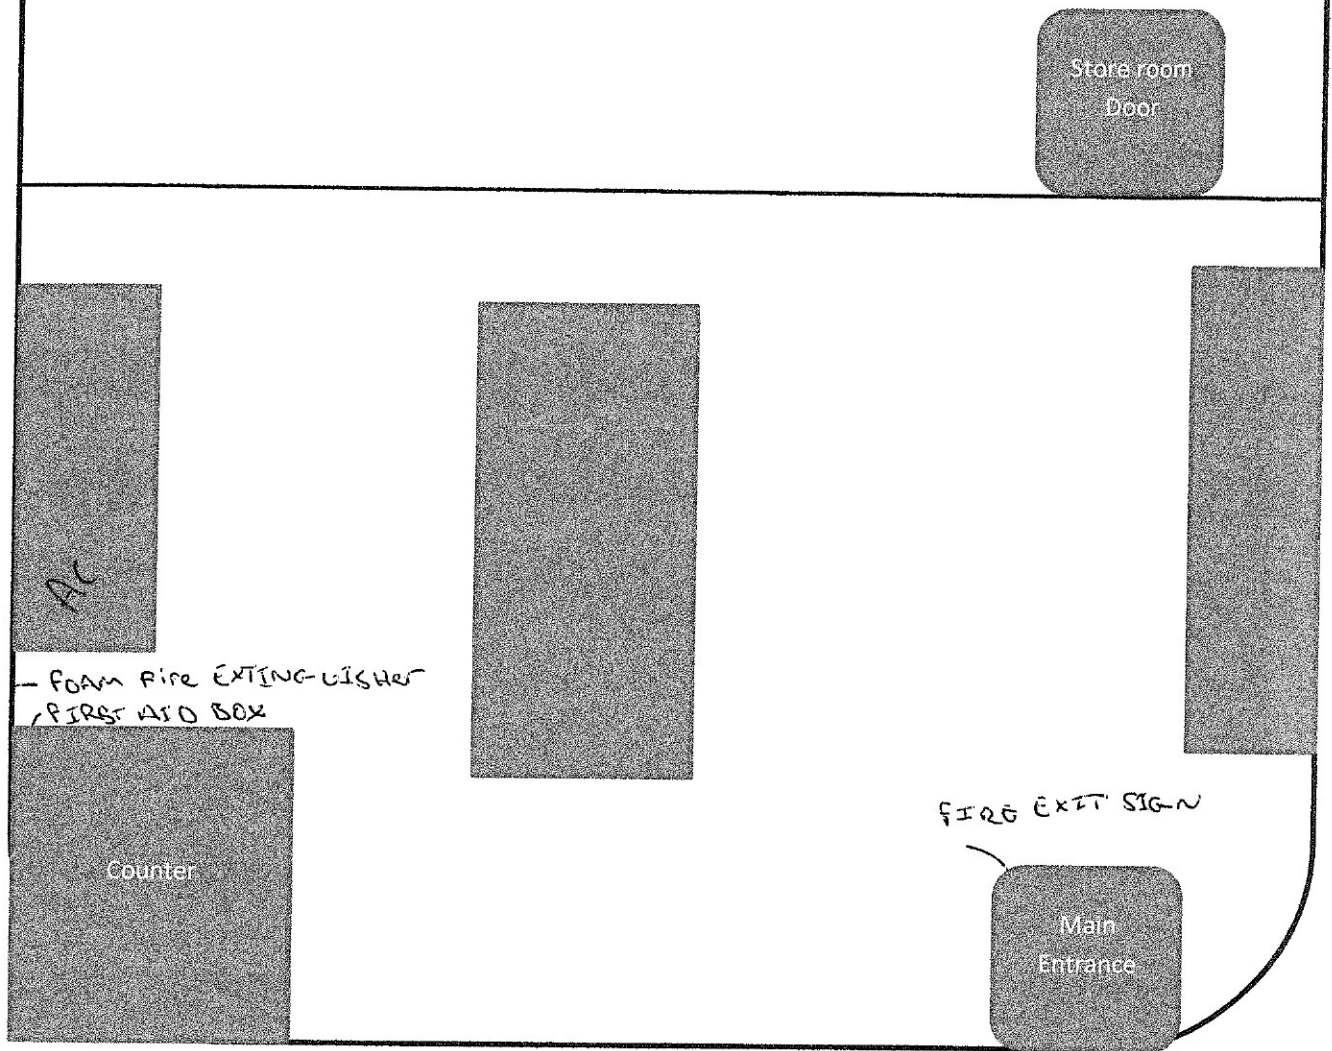 Store room
Door
AC
FOAM Fire EXTINGUISHer
FIRST AID BOX
Counter
FIRE EXIT SIGN
Main
Entrance